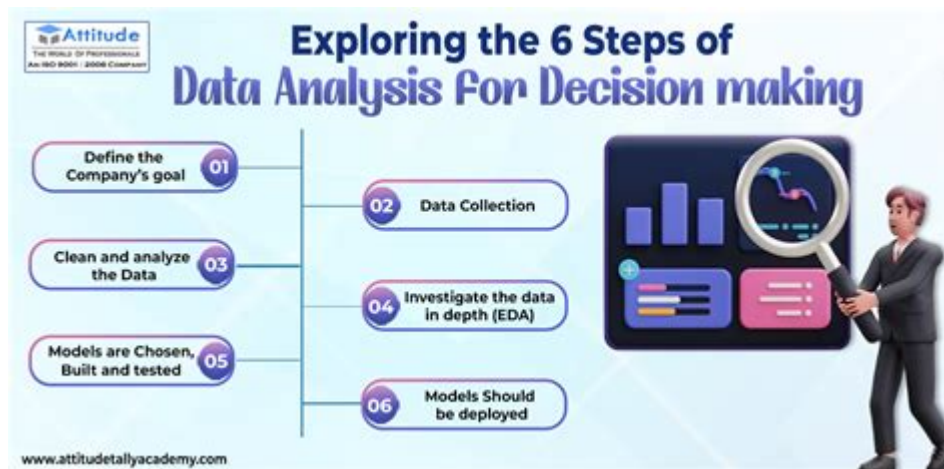 Attitude
THE WORLD OF PROFESSIONALS
AN ISO 9001 : 2008 COMPANY
Exploring the 6 Steps of
Data Analysis For Decision making
01
Define the
Company's goal
02
Data Collection
03
Clean and analyze
the Data
04
Investigate the data
in depth (EDA)
05
Models are Chosen,
Built and tested
06
Models Should
be deployed
www.attitudetallyacademy.com